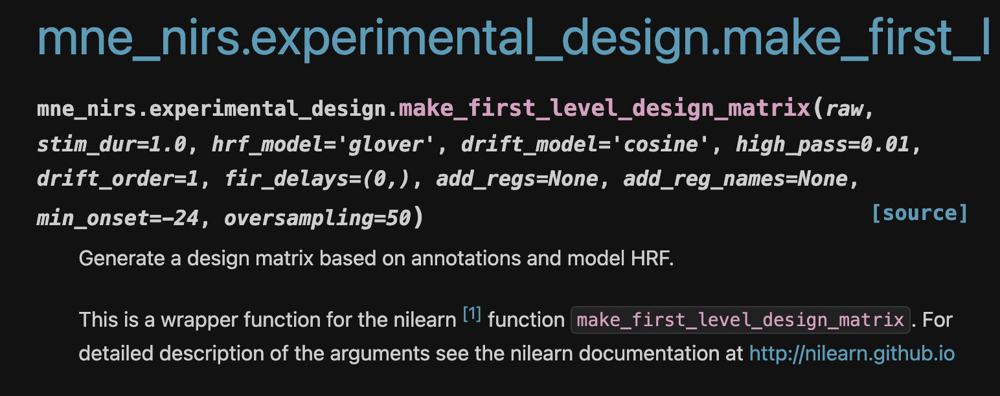 mne_nirs.experimental_design.make_first_l
mne_nirs.experimental_design.make_first_level_design_matrix(raw,
stim_dur=1.0, hrf_model='glover', drift_model='cosine', high_pass=0.01,
drift_order=1, fir_delays=(0,), add_regs=None, add_reg_names=None,
min_onset=-24, oversampling=50) [source]
Generate a design matrix based on annotations and model HRF.
This is a wrapper function for the nilearn [1] function make_first_level_design_matrix. For
detailed description of the arguments see the nilearn documentation at http://nilearn.github.io